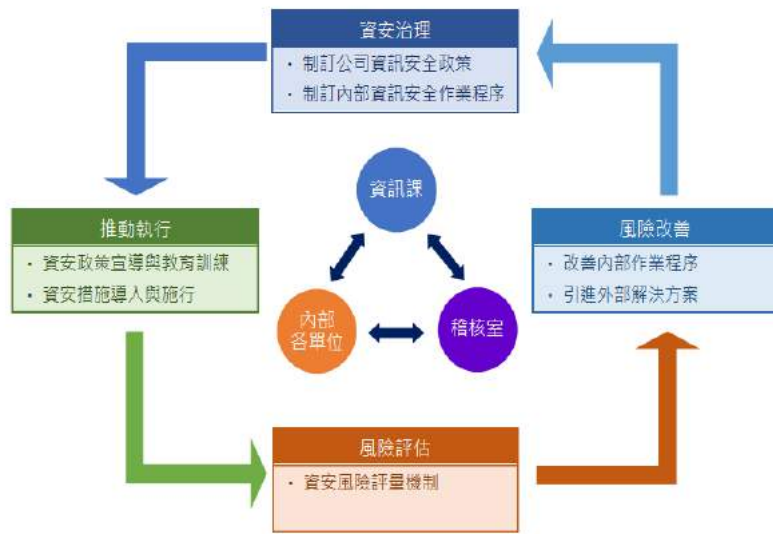 資安治理
• 制訂公司資訊安全政策
• 制訂內部資訊安全作業程序
資訊課
推動執行
• 資安政策宣導與教育訓練
• 資安措施導入與施行
風險改善
• 改善內部作業程序
• 引進外部解決方案
內部
各單位
稽核室
風險評估
• 資安風險評量機制